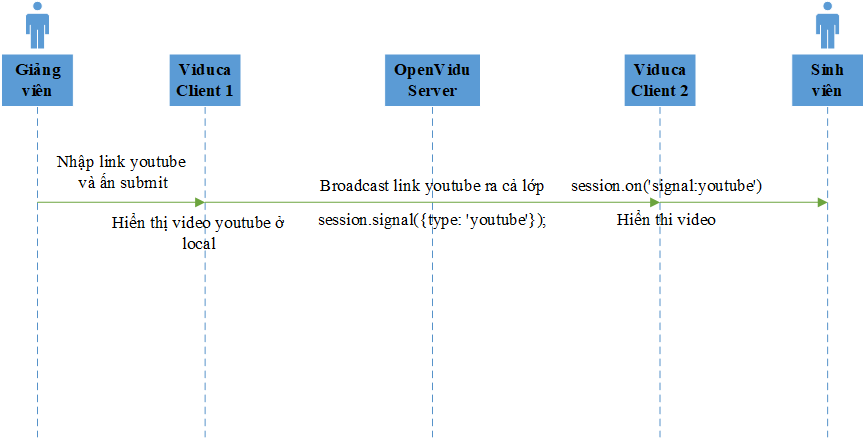 Giảng
viên
Viduca
Client 1
OpenVidu
Server
Viduca
Client 2
Sinh
viên
Nhập link youtube
và ấn submit
Hiển thị video youtube ở
local
Broadcast link youtube ra cả lớp
session.signal({type: 'youtube'});
session.on('signal:youtube')
Hiển thi video